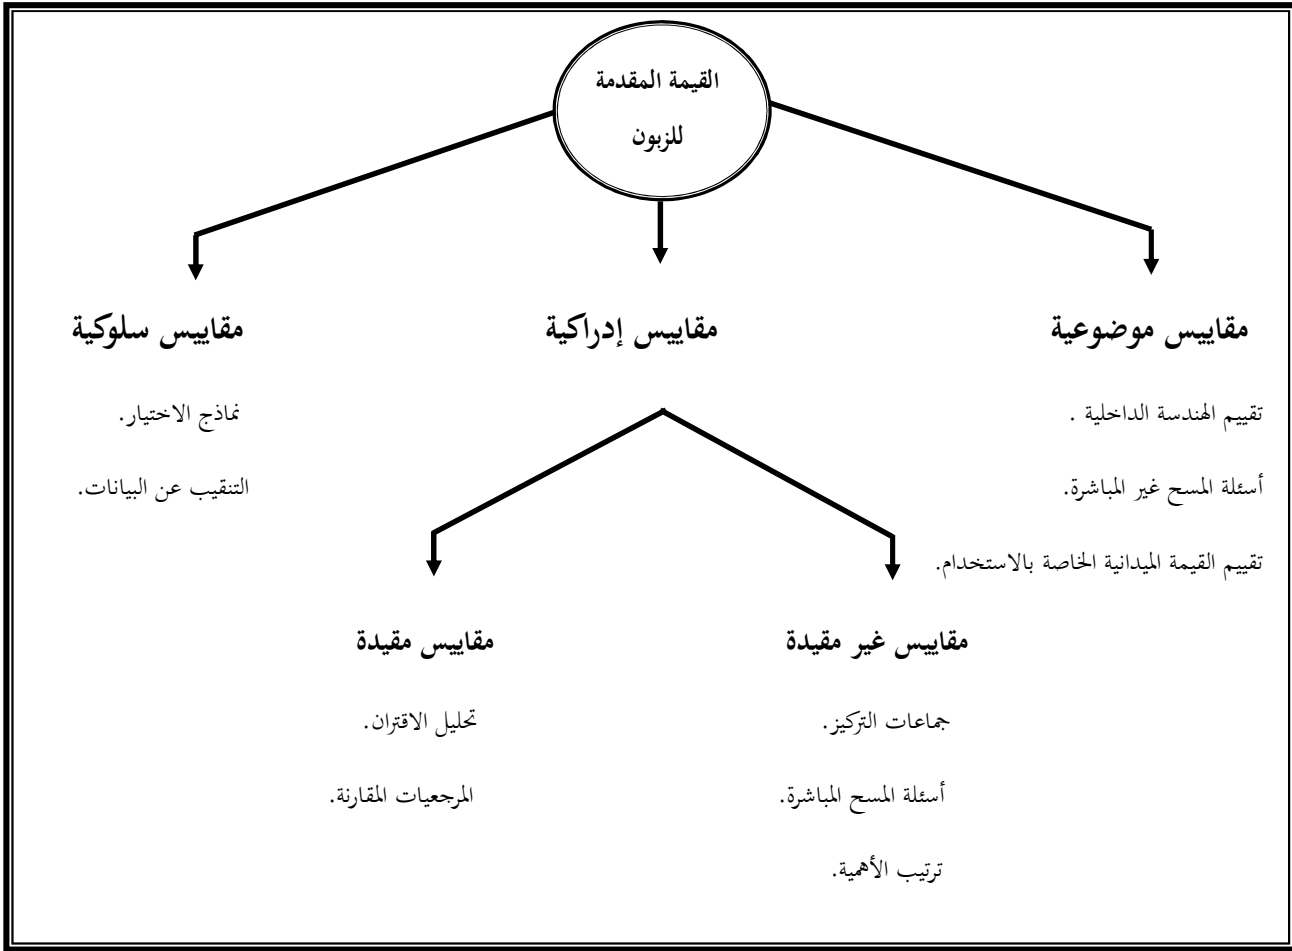 القيمة المقدمة
للزبون
مقاييس موضوعية
تقييم الهندسة الداخلية .
أسئلة المسح غير المباشرة.
تقييم القيمة الميدانية الخاصة بالاستخدام.
مقاييس إدراكية
مقاييس غير مقيدة
جماعات التركيز.
أسئلة المسح المباشرة.
ترتيب الأهمية.
مقاييس مقيدة
تحليل الاقتران.
المرجعيات المقارنة.
مقاييس سلوكية
نماذج الاختيار.
التنقيب عن البيانات.